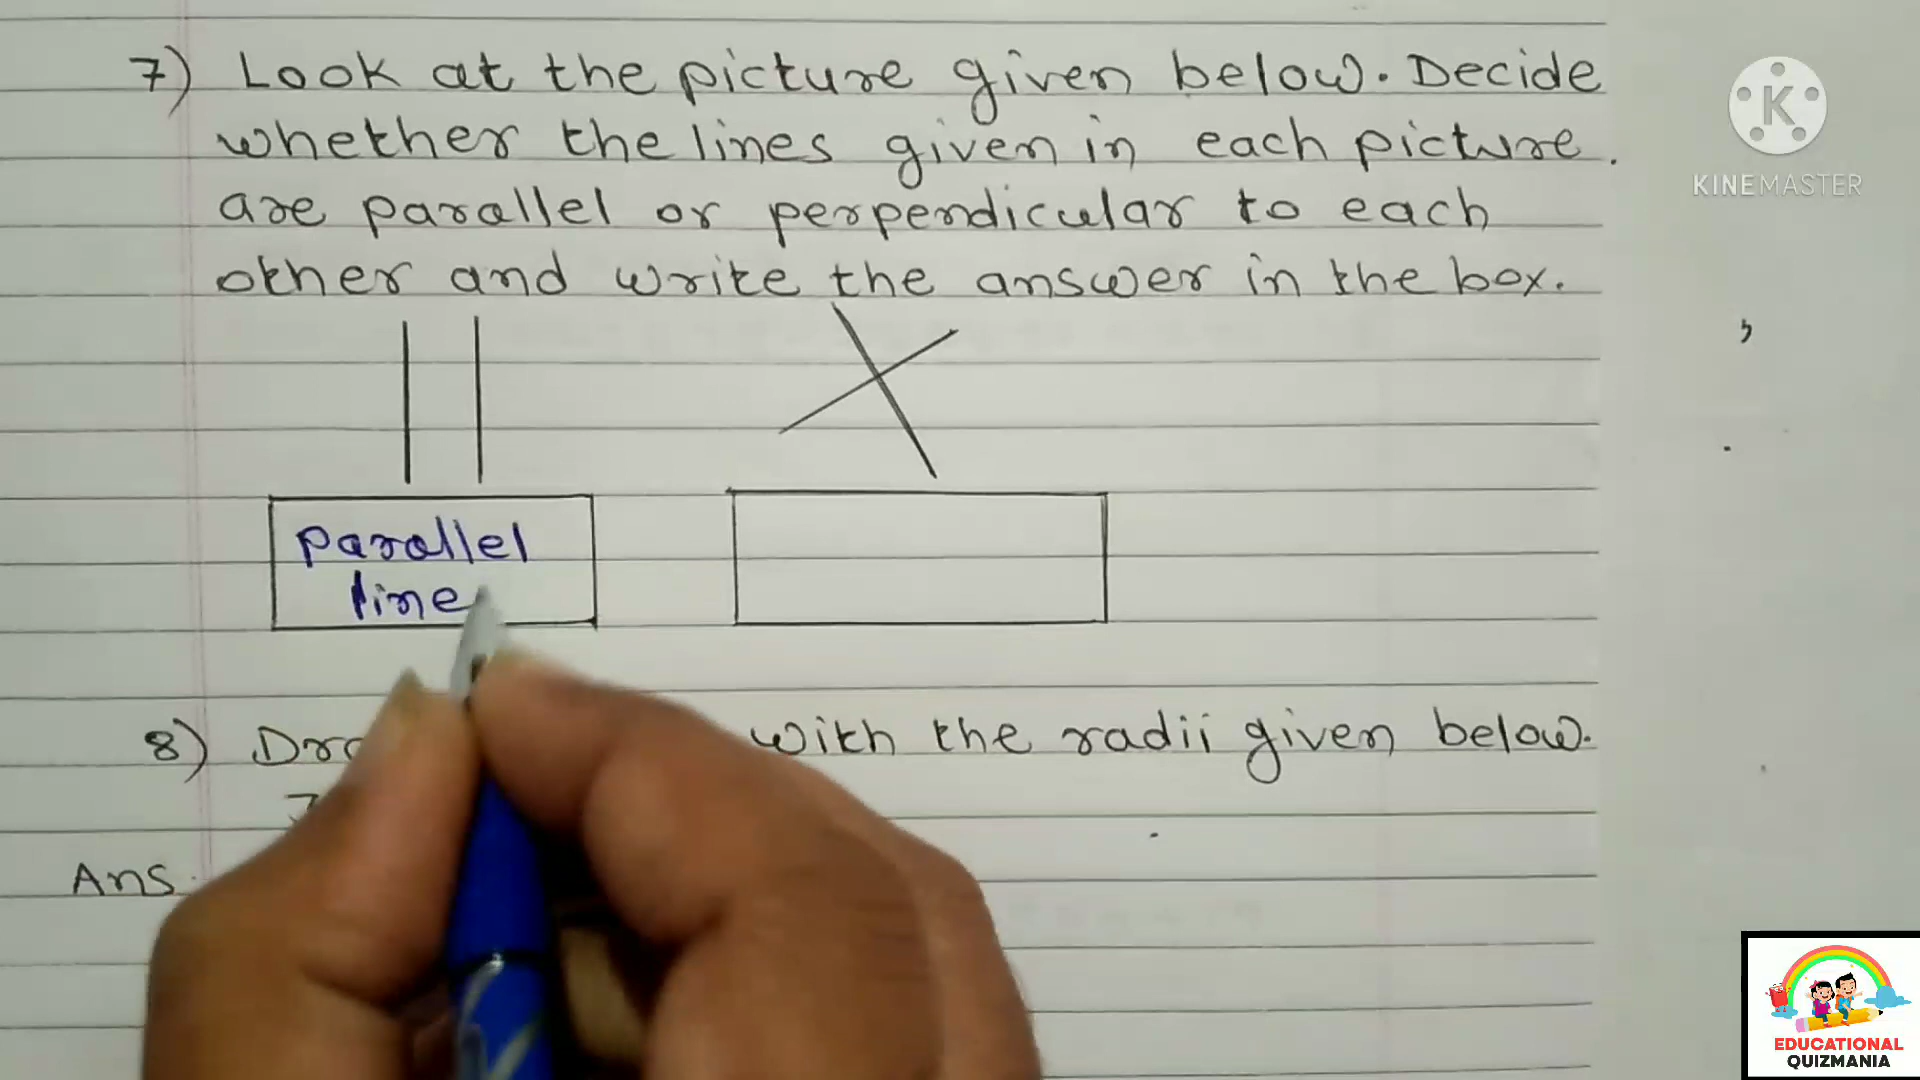 7) Look at the picture given below. Decide
whether the lines given in each picture.
are parallel or perpendicular to each
other and write the answer in the box.
parallel
line
8) with the radii given below.
Ans.
KINEMASTER
EDUCATIONAL
QUIZMANIA